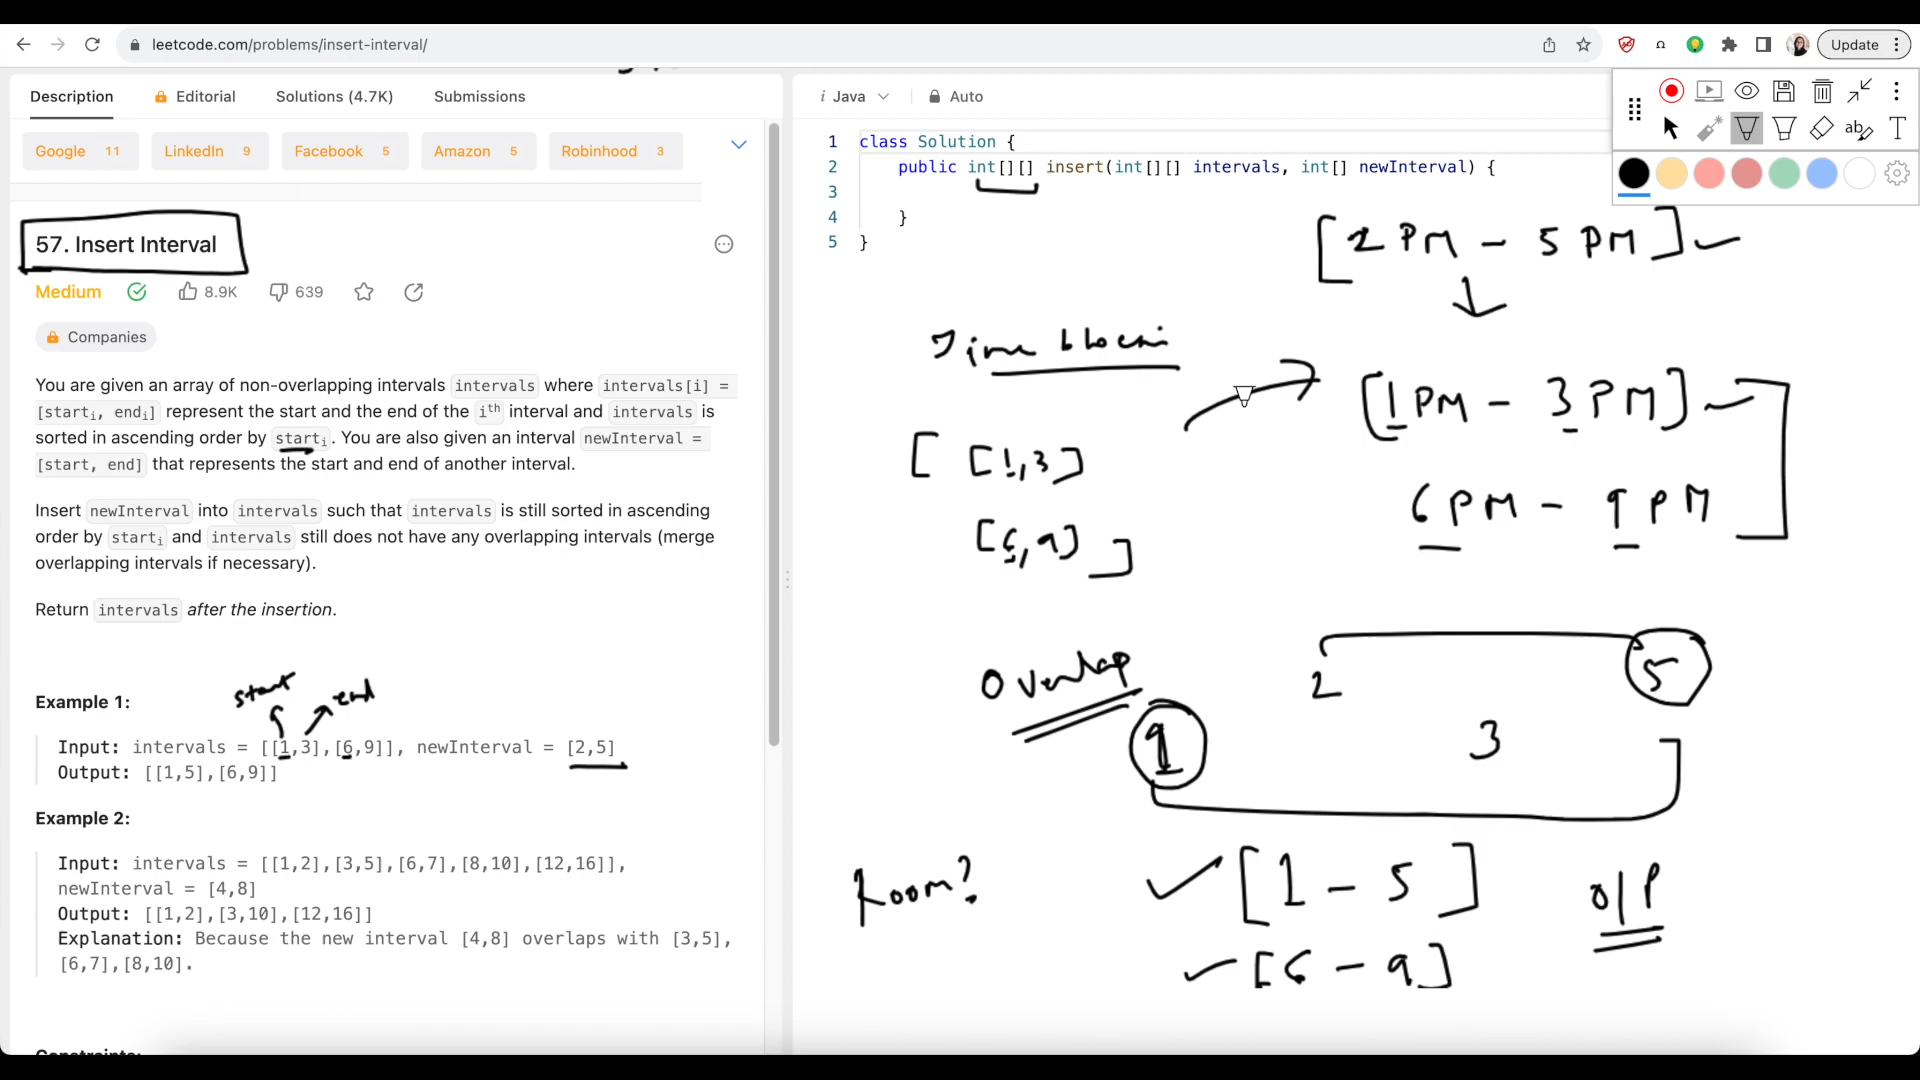 leetcode.com/problems/insert-interval/
Update
Description
Editorial
Solutions (4.7K)
Submissions
Google 11
LinkedIn 9
Facebook 5
Amazon 5
Robinhood 3
57. Insert Interval
Medium
8.9K
639
Companies
You are given an array of non-overlapping intervals intervals where intervals[i] =
[starti, endi] represent the start and the end of the ith interval and intervals is
sorted in ascending order by starti. You are also given an interval newInterval =
[start, end] that represents the start and end of another interval.
Insert newInterval into intervals such that intervals is still sorted in ascending
order by starti and intervals still does not have any overlapping intervals (merge
overlapping intervals if necessary).
Return intervals after the insertion.
start
end
Example 1:
Input: intervals = [[1,3],[6,9]], newInterval = [2,5]
Output: [[1,5],[6,9]]
Example 2:
Input: intervals = [[1,2],[3,5],[6,7],[8,10],[12,16]],
newInterval = [4,8]
Output: [[1,2],[3,10],[12,16]]
Explanation: Because the new interval [4,8] overlaps with [3,5],
[6,7],[8,10].
i Java
Auto
1 class Solution {
2 public int[][] insert(int[][] intervals, int[] newInterval) {
3
4 }
5 }
[2 PM - 5 PM]
Time
[1 PM - 3 PM]
[ [1,3]
6 PM - 9 PM
[6,9] ]
Overlap
2 5
1 3
Room?
[1 - 5]
O/P
[6 - 9]